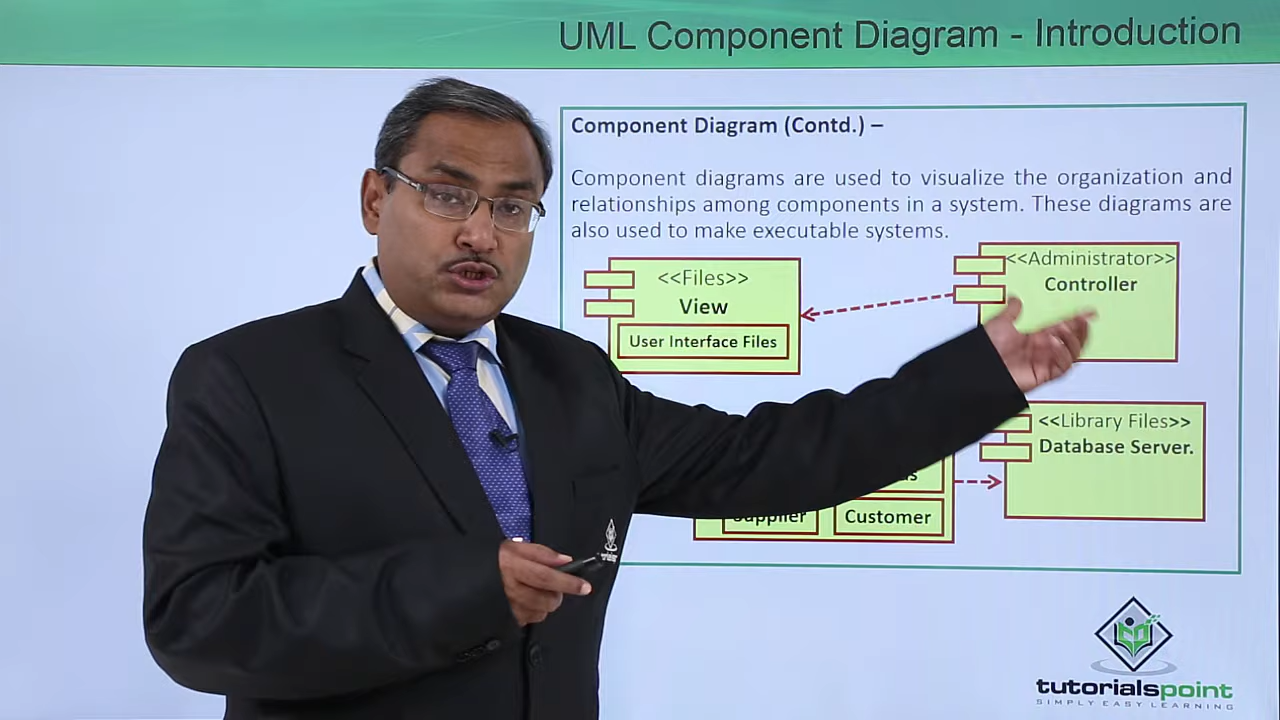 UML Component Diagram - Introduction
Component Diagram (Contd.) –
Component diagrams are used to visualize the organization and
relationships among components in a system. These diagrams are
also used to make executable systems.
<<Files>>
View
User Interface Files
<<Administrator>>
Controller
<<Library Files>>
Database Server.
Supplier
Customer
tutorialspoint
SIMPLY EASY LEARNING